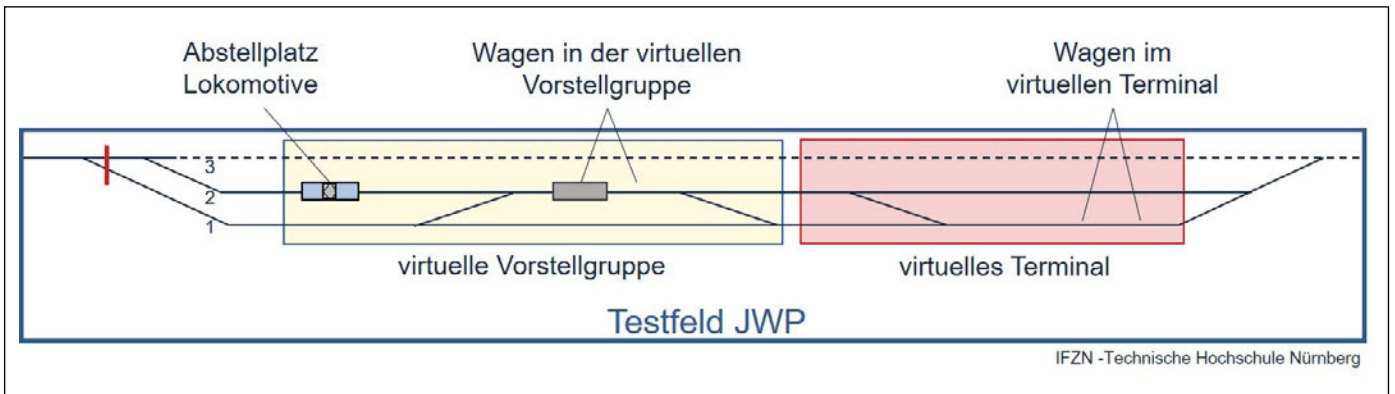 Abstellplatz
Lokomotive
Wagen in der virtuellen
Vorstellgruppe
Wagen im
virtuellen Terminal
3
2
1
virtuelle Vorstellgruppe
virtuelles Terminal
Testfeld JWP
IFZN -Technische Hochschule Nürnberg